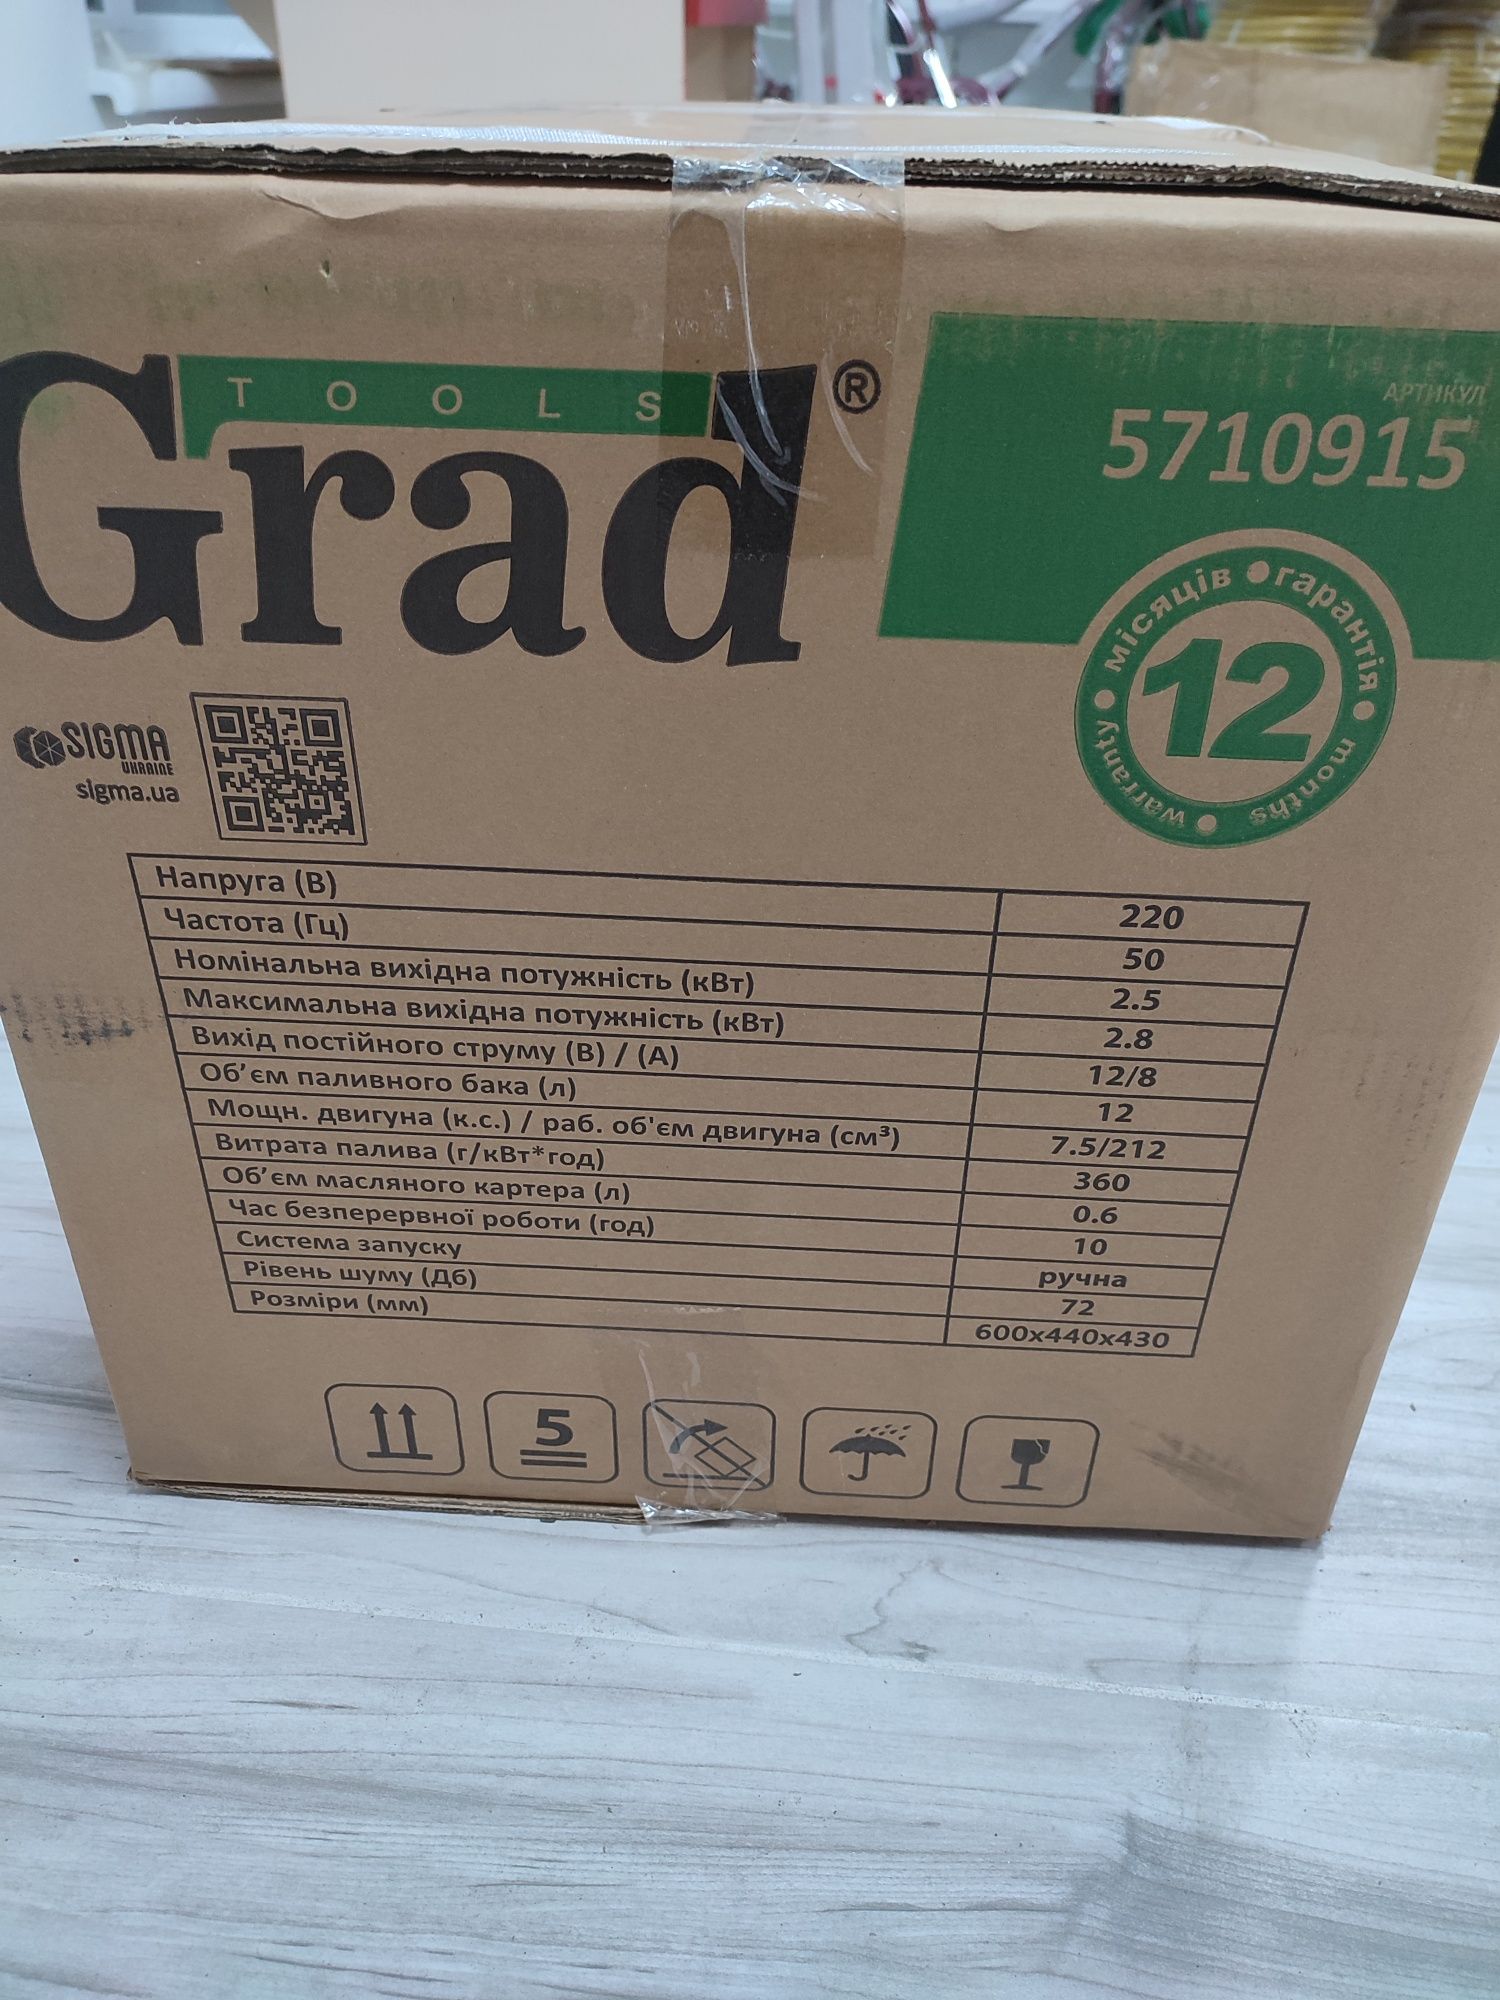 TOOLS
Grad®
АРТИКУЛ
5710915
місяців • гарантія • months • warranty
12
SIGMA
UKRAINE
sigma.ua
Напруга (В) 220
Частота (Гц) 50
Номінальна вихідна потужність (кВт) 2.5
Максимальна вихідна потужність (кВт) 2.8
Вихід постійного струму (В) / (А) 12/8
Об’єм паливного бака (л) 12
Мощн. двигуна (к.с.) / раб. об'єм двигуна (см³) 7.5/212
Витрата палива (г/кВт*год) 360
Об’єм масляного картера (л) 0.6
Час безперервної роботи (год) 10
Система запуску ручна
Рівень шуму (Дб) 72
Розміри (мм) 600х440х430
5